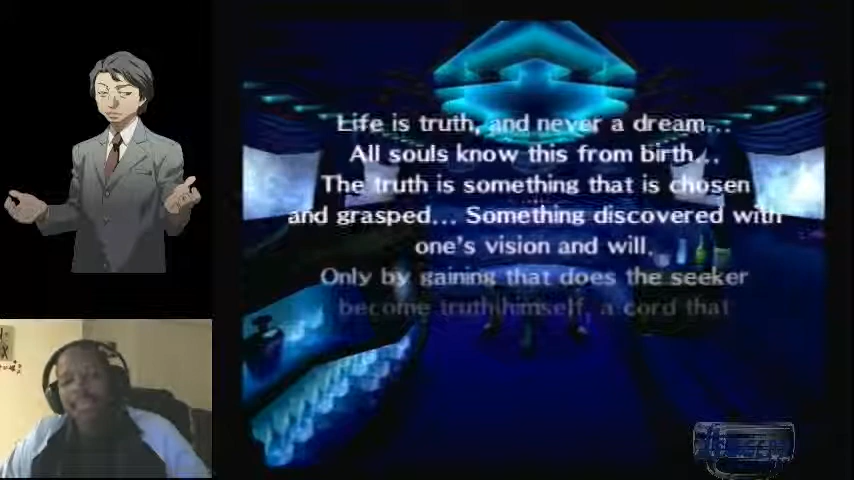 Life is truth, and never a dream...
All souls know this from birth...
The truth is something that is chosen
and grasped... Something discovered with
one's vision and will.
Only by gaining that does the seeker
become truth himself, a cord that